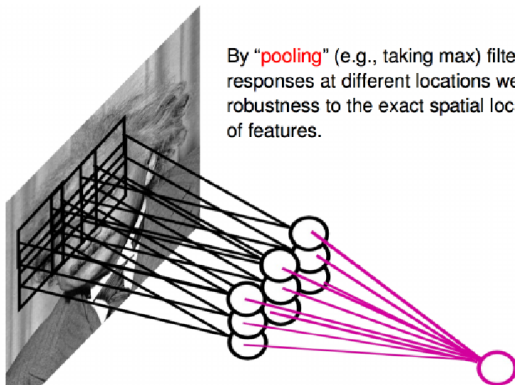 By “pooling” (e.g., taking max) filte
responses at different locations we
robustness to the exact spatial loc
of features.